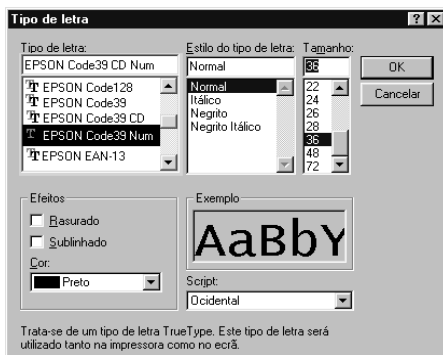 Tipo de letra
Tipo de letra: Estilo do tipo de letra: Tamanho:
EPSON Code39 CD Num Normal 36 OK
EPSON Code128 Normal 22 Cancelar
EPSON Code39 Itálico 24
EPSON Code39 CD Negrito 26
EPSON Code39 Num Negrito Itálico 28
EPSON EAN-13 36
48
72
Efeitos Exemplo
Rasurado
Sublinhado
AaBbY
Cor:
Preto
Script:
Ocidental
Trata-se de um tipo de letra TrueType. Este tipo de letra será
utilizado tanto na impressora como no ecrã.